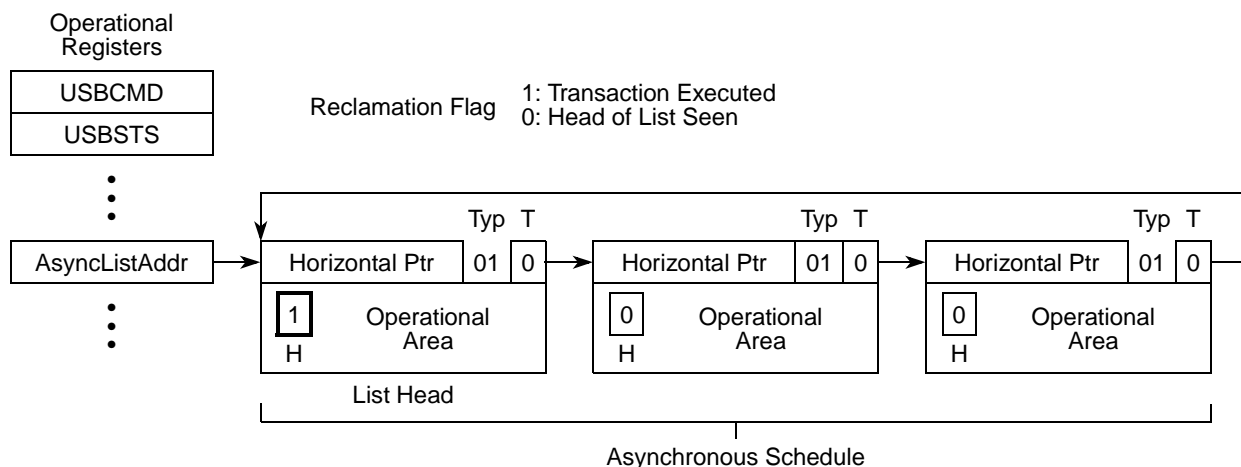 Operational
Registers
USBCMD
USBSTS
Reclamation Flag
1: Transaction Executed
0: Head of List Seen
Typ T
Typ T
Typ T
AsyncListAddr
Horizontal Ptr 01 0
Horizontal Ptr 01 0
Horizontal Ptr 01 0
1
H
Operational
Area
0
H
Operational
Area
0
H
Operational
Area
List Head
Asynchronous Schedule